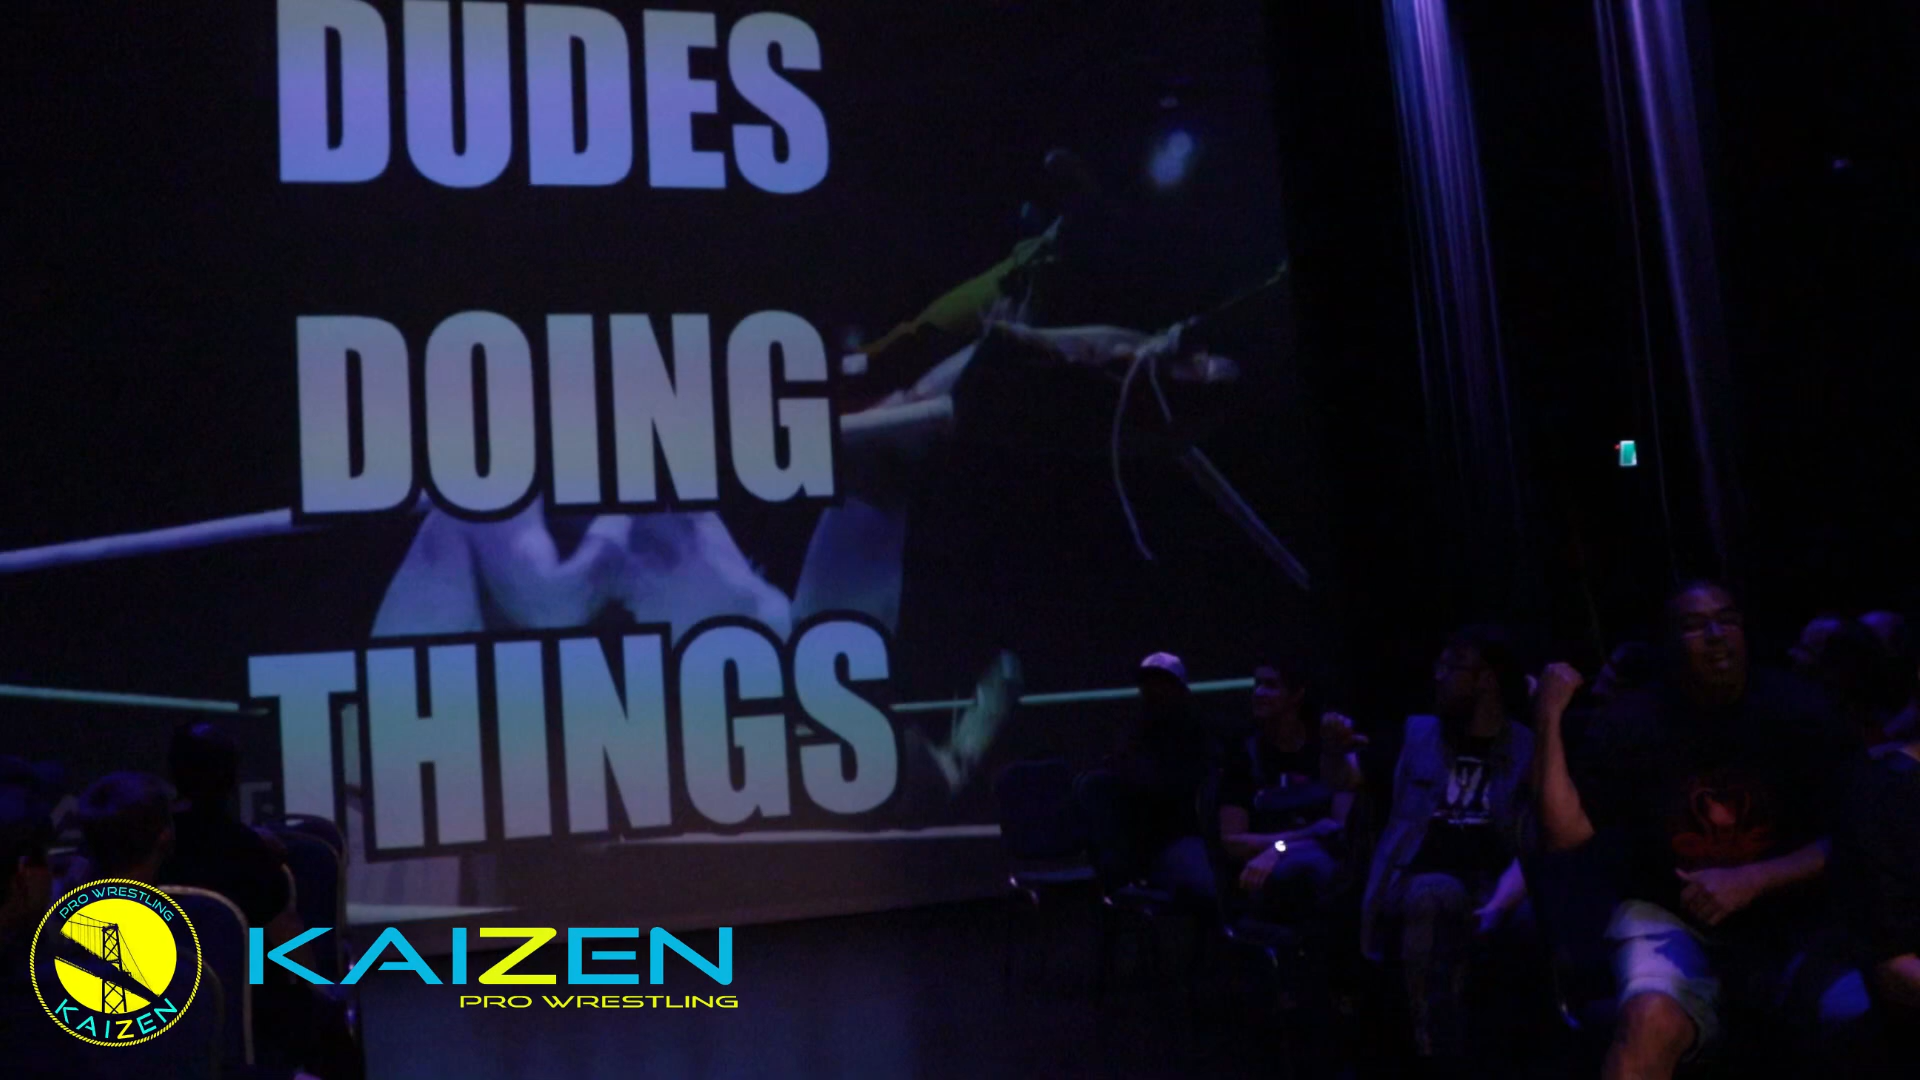 DUDES
DOING
THINGS
PRO WRESTLING
KAIZEN
KAIZEN
PRO WRESTLING